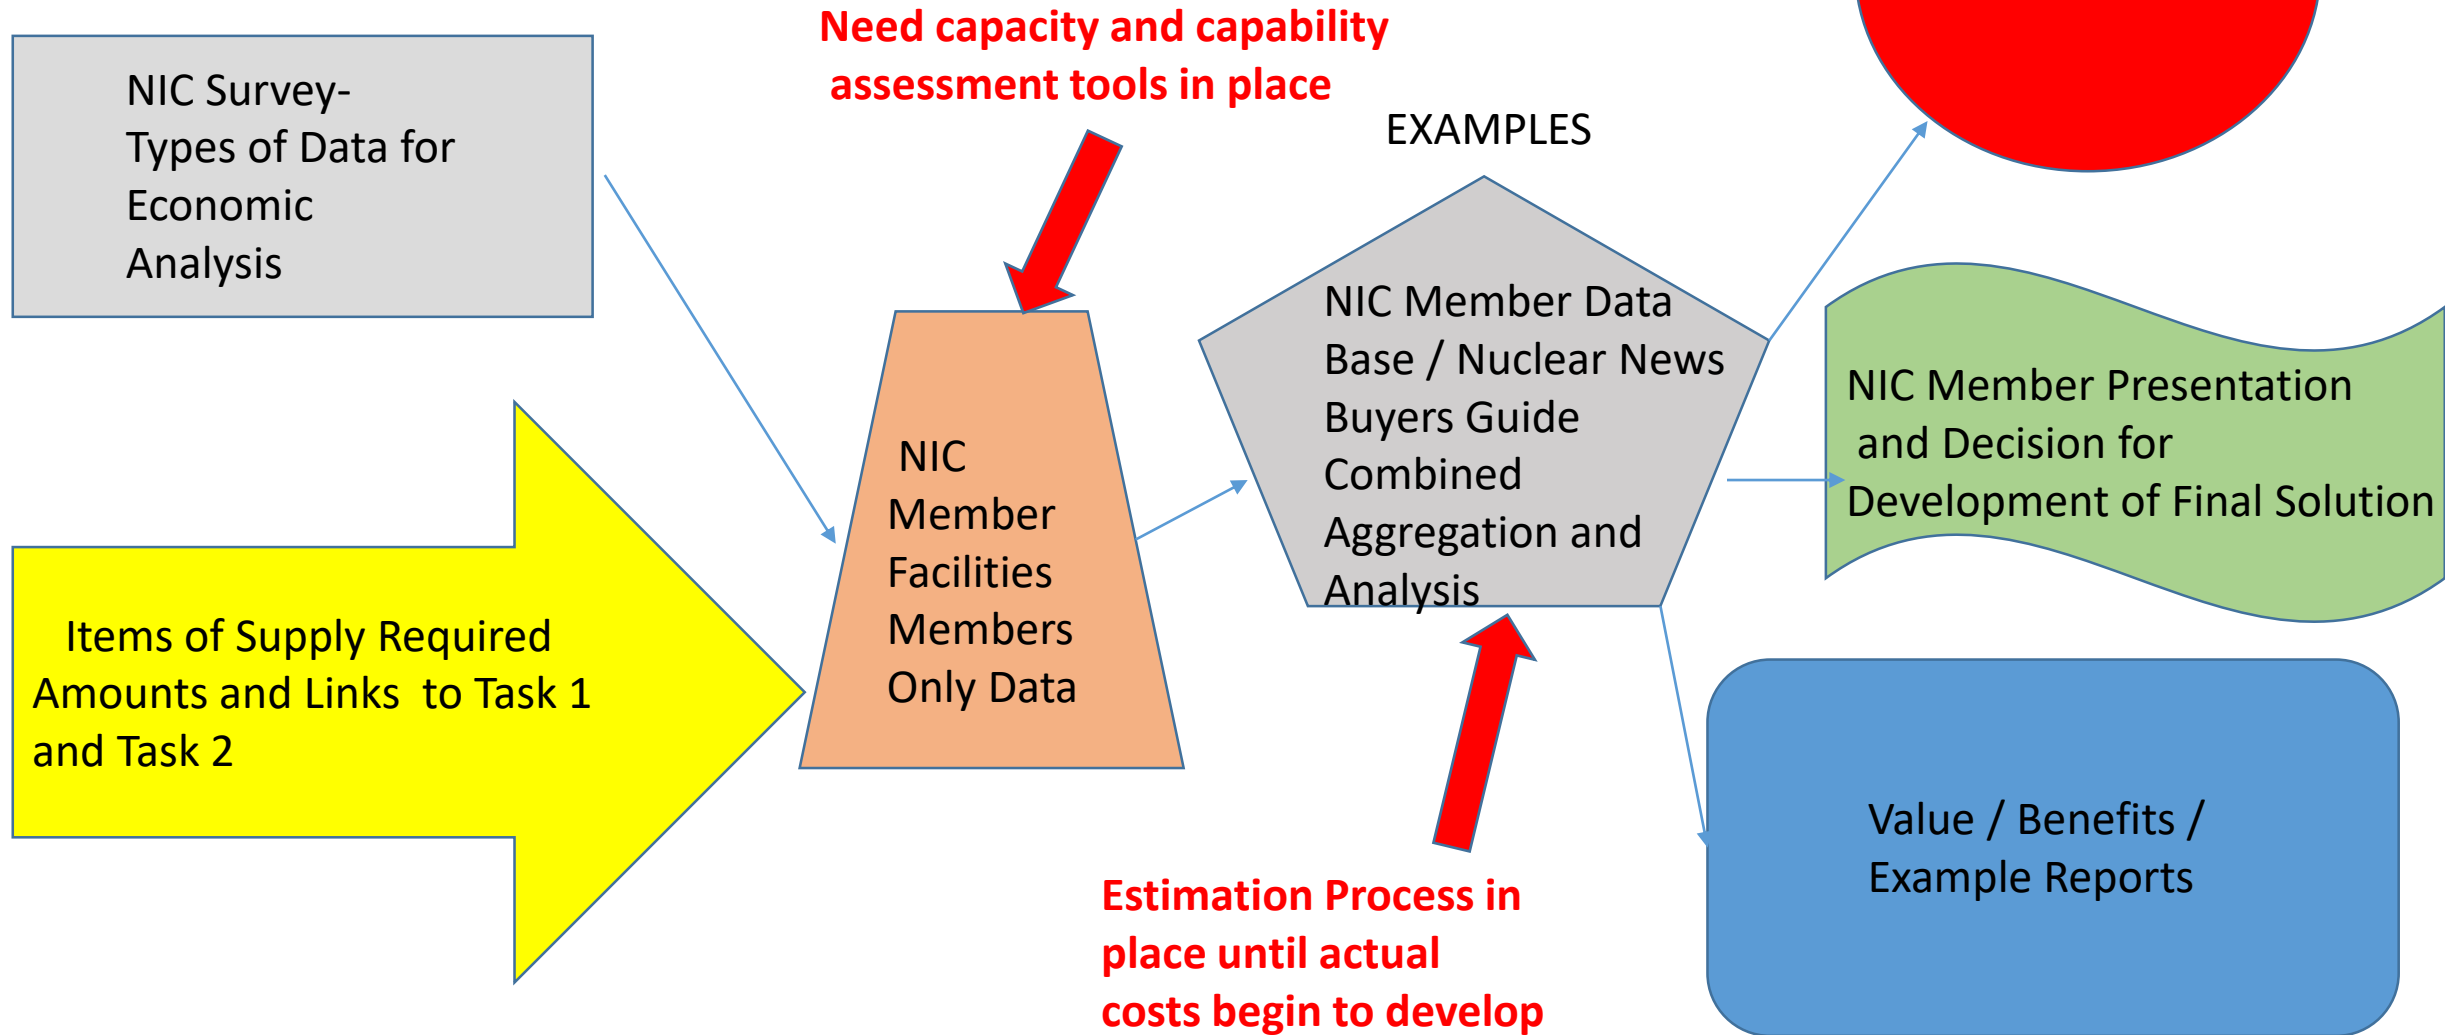 Need capacity and capability
assessment tools in place
NIC Survey-
Types of Data for
Economic
Analysis
EXAMPLES
Items of Supply Required
Amounts and Links  to Task 1
and Task 2
NIC
Member
Facilities
Members
Only Data
NIC Member Data
Base / Nuclear News
Buyers Guide
Combined
Aggregation and
Analysis
NIC Member Presentation
and Decision for
Development of Final Solution
Value / Benefits /
Example Reports
Estimation Process in
place until actual
costs begin to develop